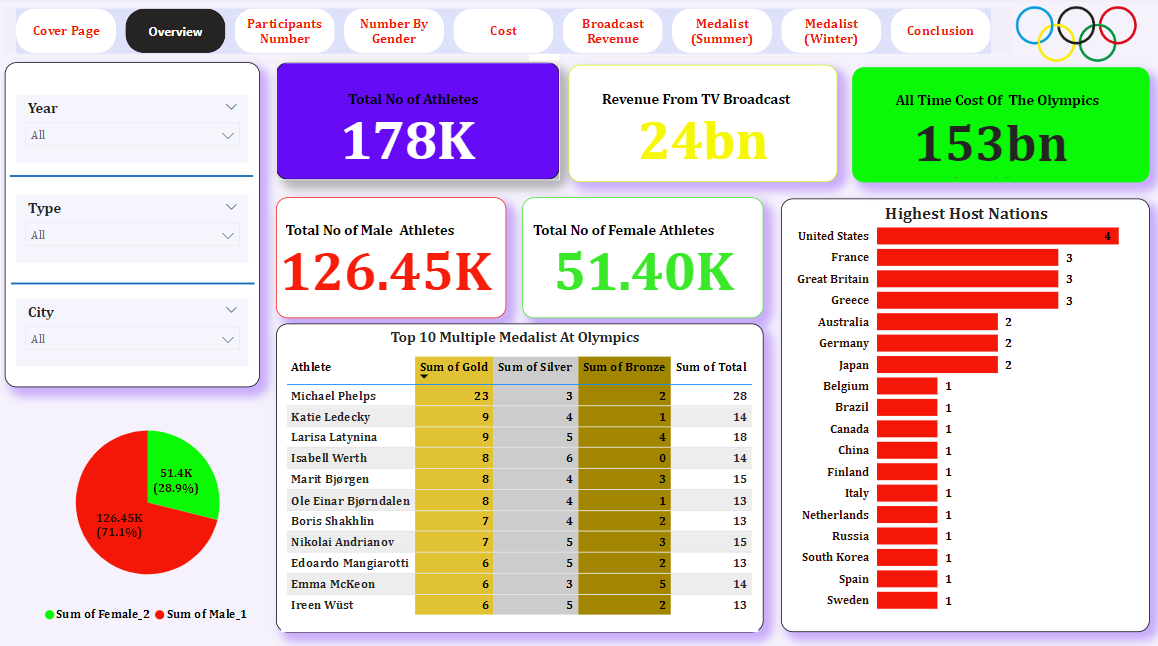 Cover Page
Overview
Participants
Number
Number By
Gender
Cost
Broadcast
Revenue
Medalist
(Summer)
Medalist
(Winter)
Conclusion
Year
All
Type
All
City
All
Total No of Athletes
178K
Revenue From TV Broadcast
24bn
All Time Cost Of The Olympics
153bn
Total No of Male Athletes
126.45K
Total No of Female Athletes
51.40K
Top 10 Multiple Medalist At Olympics
Athlete Sum of Gold Sum of Silver Sum of Bronze Sum of Total
Michael Phelps 23 3 2 28
Katie Ledecky 9 4 1 14
Larisa Latynina 9 5 4 18
Isabell Werth 8 6 0 14
Marit Bjørgen 8 4 3 15
Ole Einar Bjørndalen 8 4 1 13
Boris Shakhlin 7 4 2 13
Nikolai Andrianov 7 5 3 15
Edoardo Mangiarotti 6 5 2 13
Emma McKeon 6 3 5 14
Ireen Wüst 6 5 2 13
Highest Host Nations
United States 4
France 3
Great Britain 3
Greece 3
Australia 2
Germany 2
Japan 2
Belgium 1
Brazil 1
Canada 1
China 1
Finland 1
Italy 1
Netherlands 1
Russia 1
South Korea 1
Spain 1
Sweden 1
51.4K
(28.9%)
126.45K
(71.1%)
Sum of Female_2 Sum of Male_1